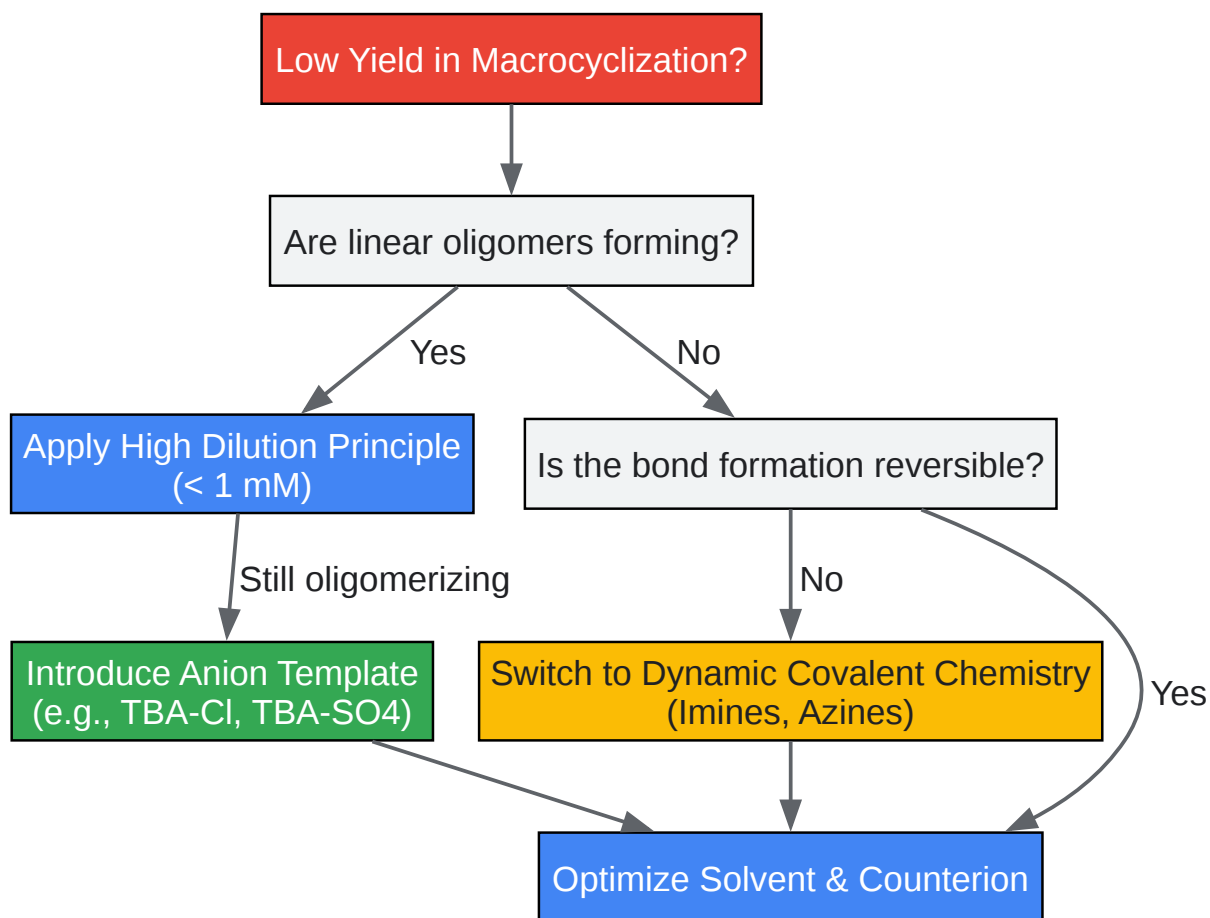 Low Yield in Macrocyclization?
Are linear oligomers forming?
Yes
No
Apply High Dilution Principle
(< 1 mM)
Is the bond formation reversible?
Still oligomerizing
No
Introduce Anion Template
(e.g., TBA-Cl, TBA-SO4)
Switch to Dynamic Covalent Chemistry
(Imines, Azines)
Yes
Optimize Solvent & Counterion